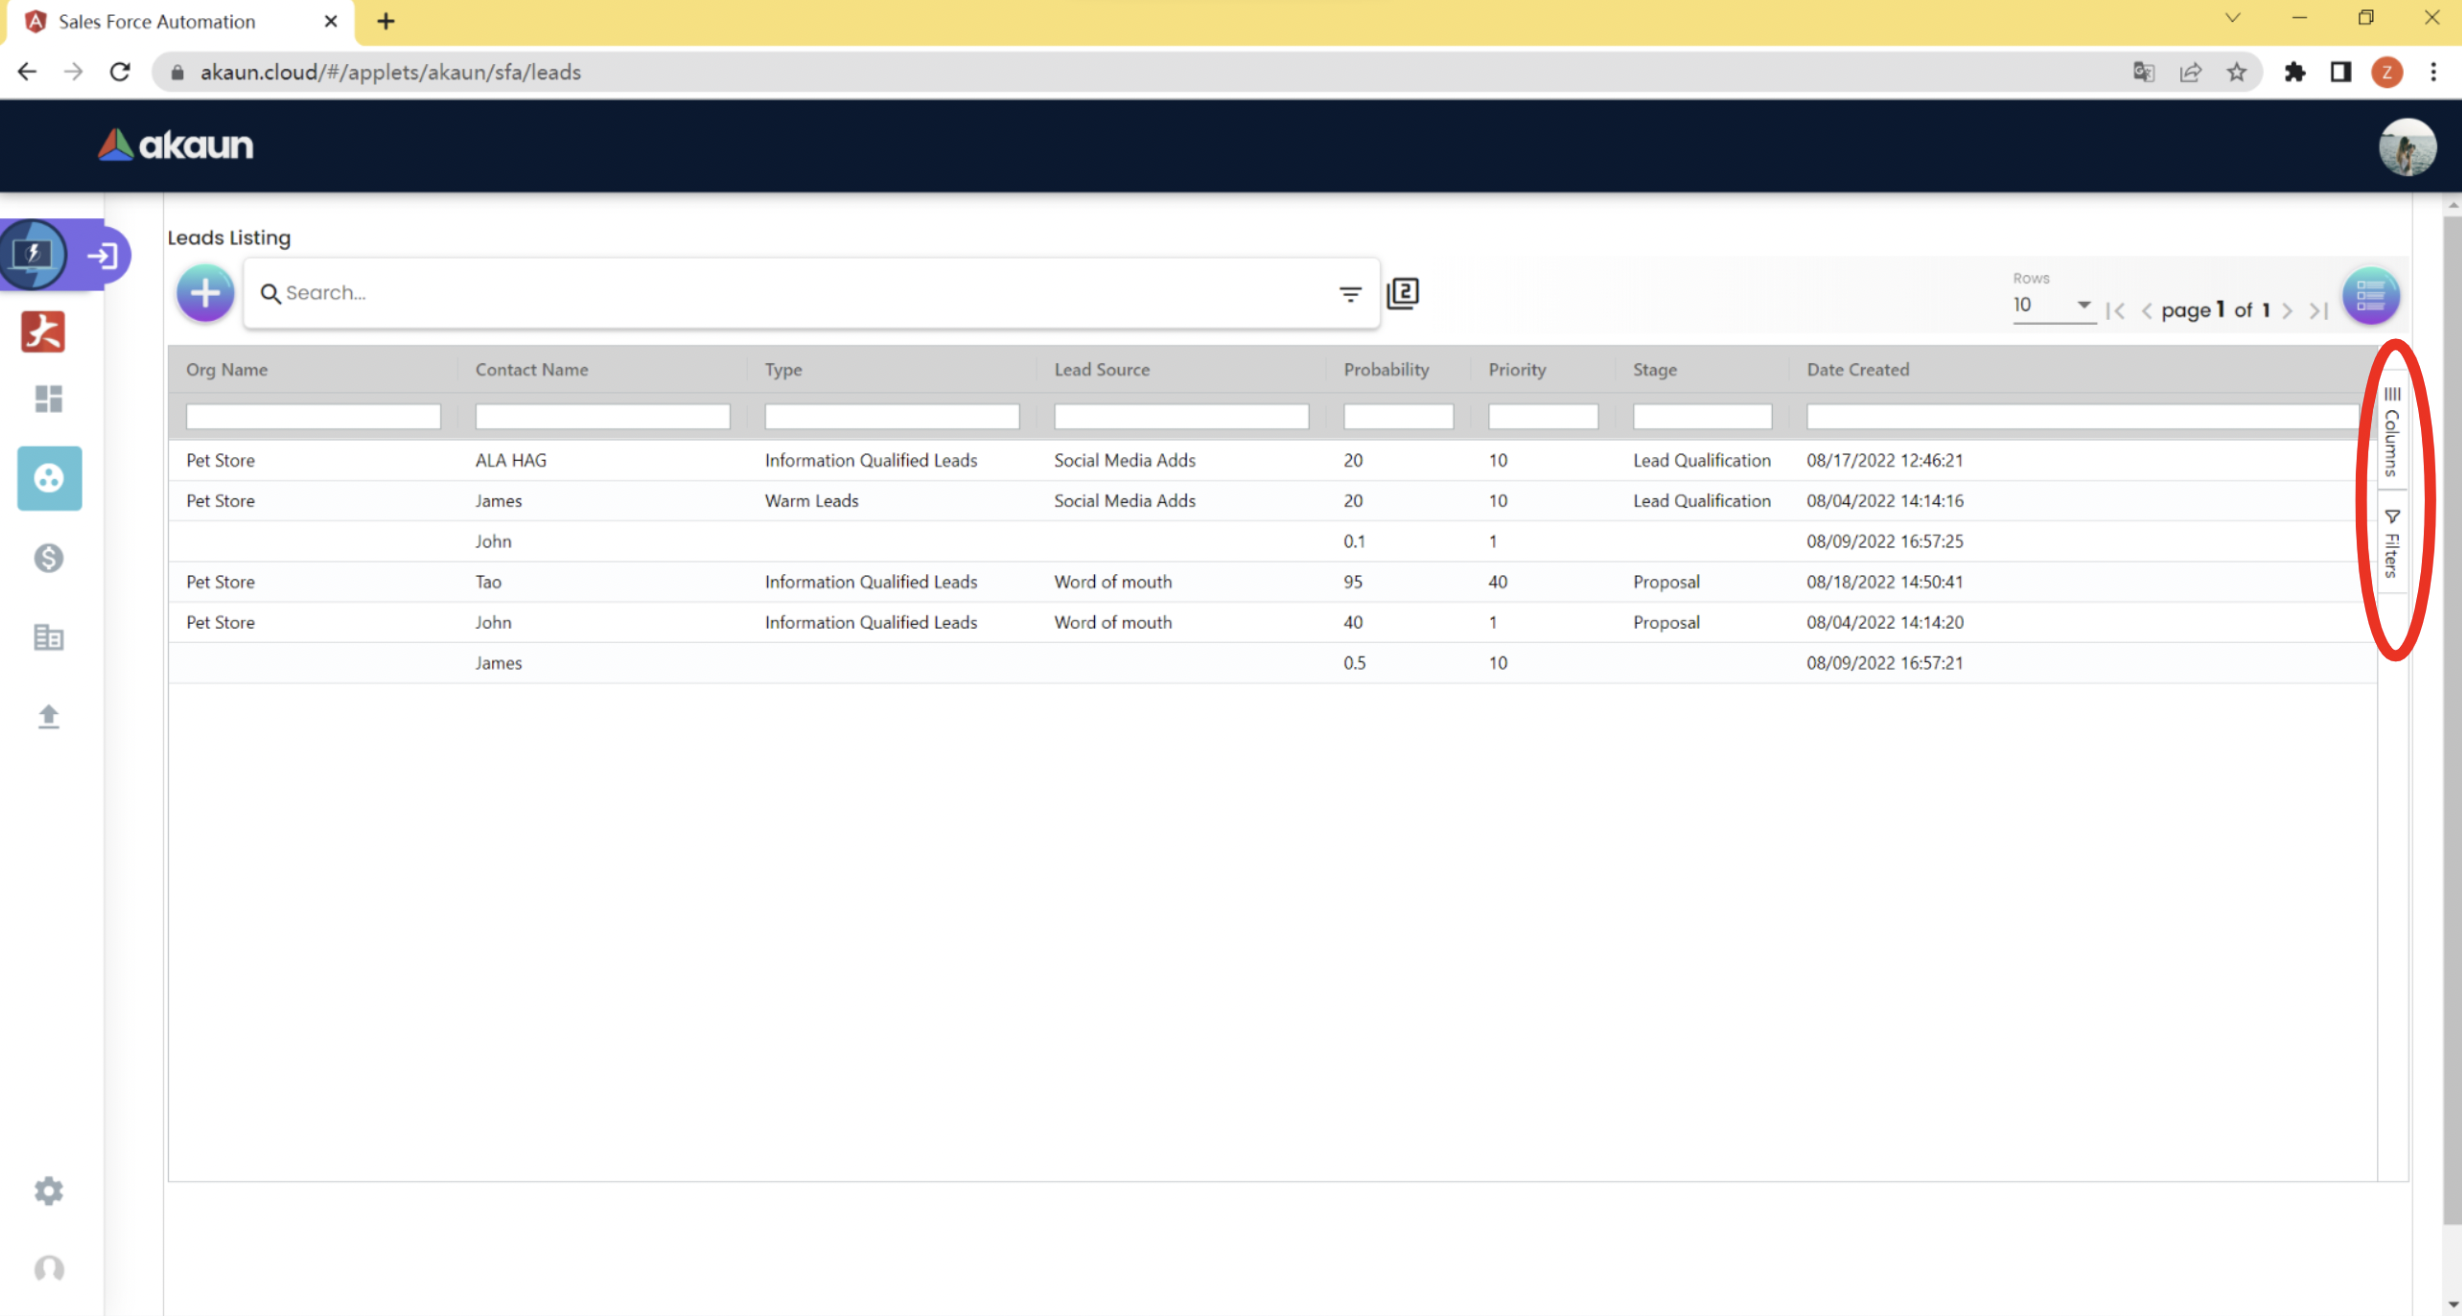 Sales Force Automation
akaun.cloud/#/applets/akaun/sfa/leads
Z
akaun
Leads Listing
Search...
2
Rows
10
page 1 of 1
Org Name Contact Name Type Lead Source Probability Priority Stage Date Created
Pet Store ALA HAG Information Qualified Leads Social Media Adds 20 10 Lead Qualification 08/17/2022 12:46:21
Pet Store James Warm Leads Social Media Adds 20 10 Lead Qualification 08/04/2022 14:14:16
John 0.1 1 08/09/2022 16:57:25
Pet Store Tao Information Qualified Leads Word of mouth 95 40 Proposal 08/18/2022 14:50:41
Pet Store John Information Qualified Leads Word of mouth 40 1 Proposal 08/04/2022 14:14:20
James 0.5 10 08/09/2022 16:57:21
Columns
Filters